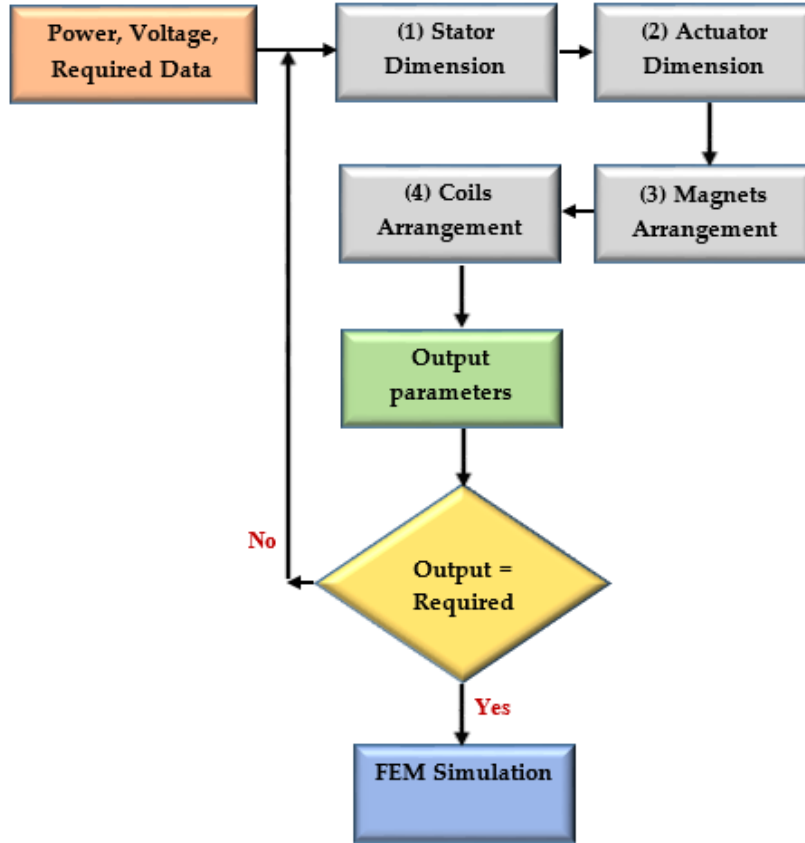 Power, Voltage,
Required Data
(1) Stator
Dimension
(2) Actuator
Dimension
(3) Magnets
Arrangement
(4) Coils
Arrangement
Output
parameters
Output =
Required
No
Yes
FEM Simulation